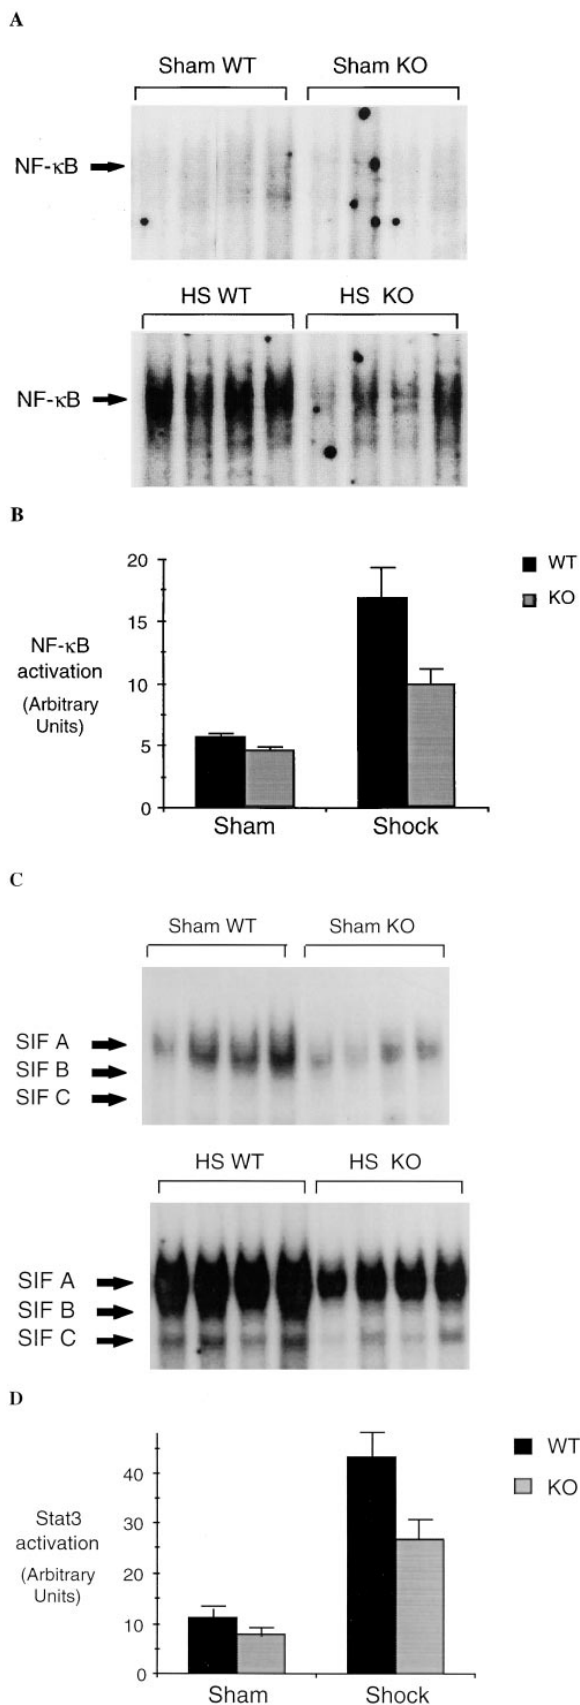 A
Sham WT Sham KO
NF-κB
HS WT HS KO
NF-κB
B
20
15
10
5
0
NF-κB
activation
(Arbitrary
Units)
WT
KO
Sham Shock
C
Sham WT Sham KO
SIF A
SIF B
SIF C
HS WT HS KO
SIF A
SIF B
SIF C
D
40
30
20
10
0
Stat3
activation
(Arbitrary
Units)
WT
KO
Sham Shock